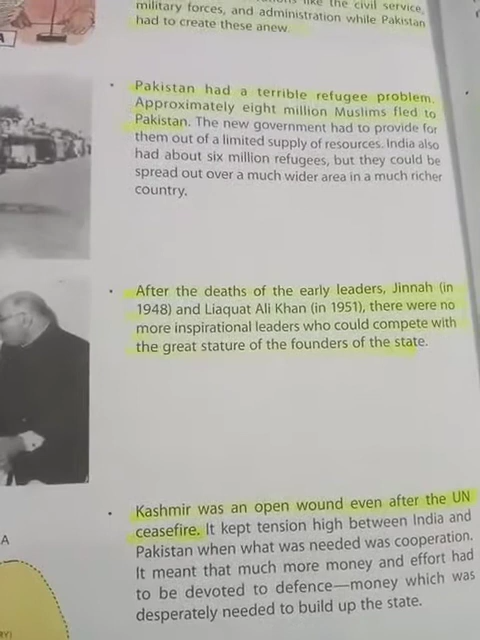 like the civil service,
military forces, and administration while Pakistan
had to create these anew.
A
• Pakistan had a terrible refugee problem.
Approximately eight million Muslims fled to
Pakistan. The new government had to provide for
them out of a limited supply of resources. India also
had about six million refugees, but they could be
spread out over a much wider area in a much richer
country.
• After the deaths of the early leaders, Jinnah (in
1948) and Liaquat Ali Khan (in 1951), there were no
more inspirational leaders who could compete with
the great stature of the founders of the state.
• Kashmir was an open wound even after the UN
ceasefire. It kept tension high between India and
Pakistan when what was needed was cooperation.
It meant that much more money and effort had
to be devoted to defence—money which was
desperately needed to build up the state.
A